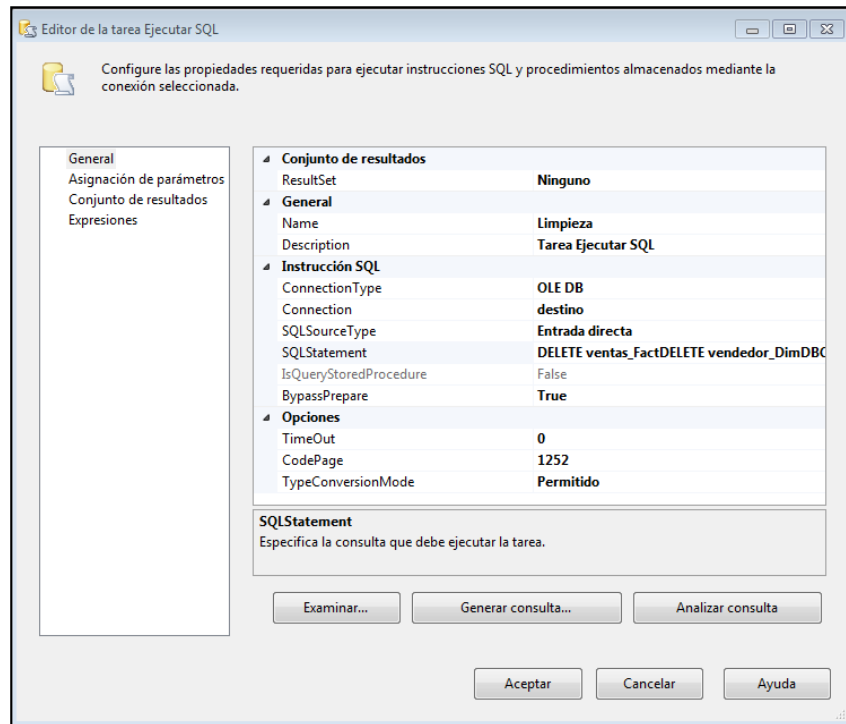 Editor de la tarea Ejecutar SQL
Configure las propiedades requeridas para ejecutar instrucciones SQL y procedimientos almacenados mediante la
conexión seleccionada.
General
Asignación de parámetros
Conjunto de resultados
Expresiones
Conjunto de resultados
ResultSet Ninguno
General
Name Limpieza
Description Tarea Ejecutar SQL
Instrucción SQL
ConnectionType OLE DB
Connection destino
SQLSourceType Entrada directa
SQLStatement DELETE ventas_FactDELETE vendedor_DimDBC
IsQueryStoredProcedure False
BypassPrepare True
Opciones
TimeOut 0
CodePage 1252
TypeConversionMode Permitido
SQLStatement
Especifica la consulta que debe ejecutar la tarea.
Examinar... Generar consulta... Analizar consulta
Aceptar Cancelar Ayuda